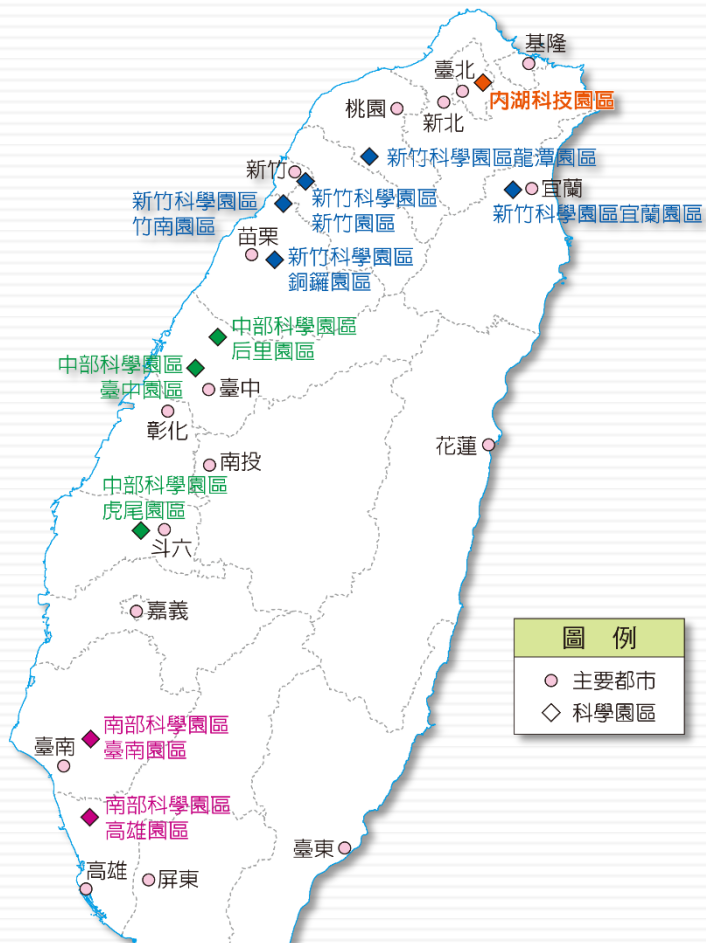 基隆
臺北
內湖科技園區
桃園
新北
新竹科學園區龍潭園區
新竹
新竹科學園區
竹南園區
新竹科學園區
新竹園區
宜蘭
新竹科學園區宜蘭園區
苗栗
新竹科學園區
銅鑼園區
中部科學園區
后里園區
中部科學園區
臺中園區
臺中
彰化
花蓮
南投
中部科學園區
虎尾園區
斗六
嘉義
圖 例
主要都市
科學園區
南部科學園區
臺南園區
臺南
南部科學園區
高雄園區
臺東
高雄
屏東